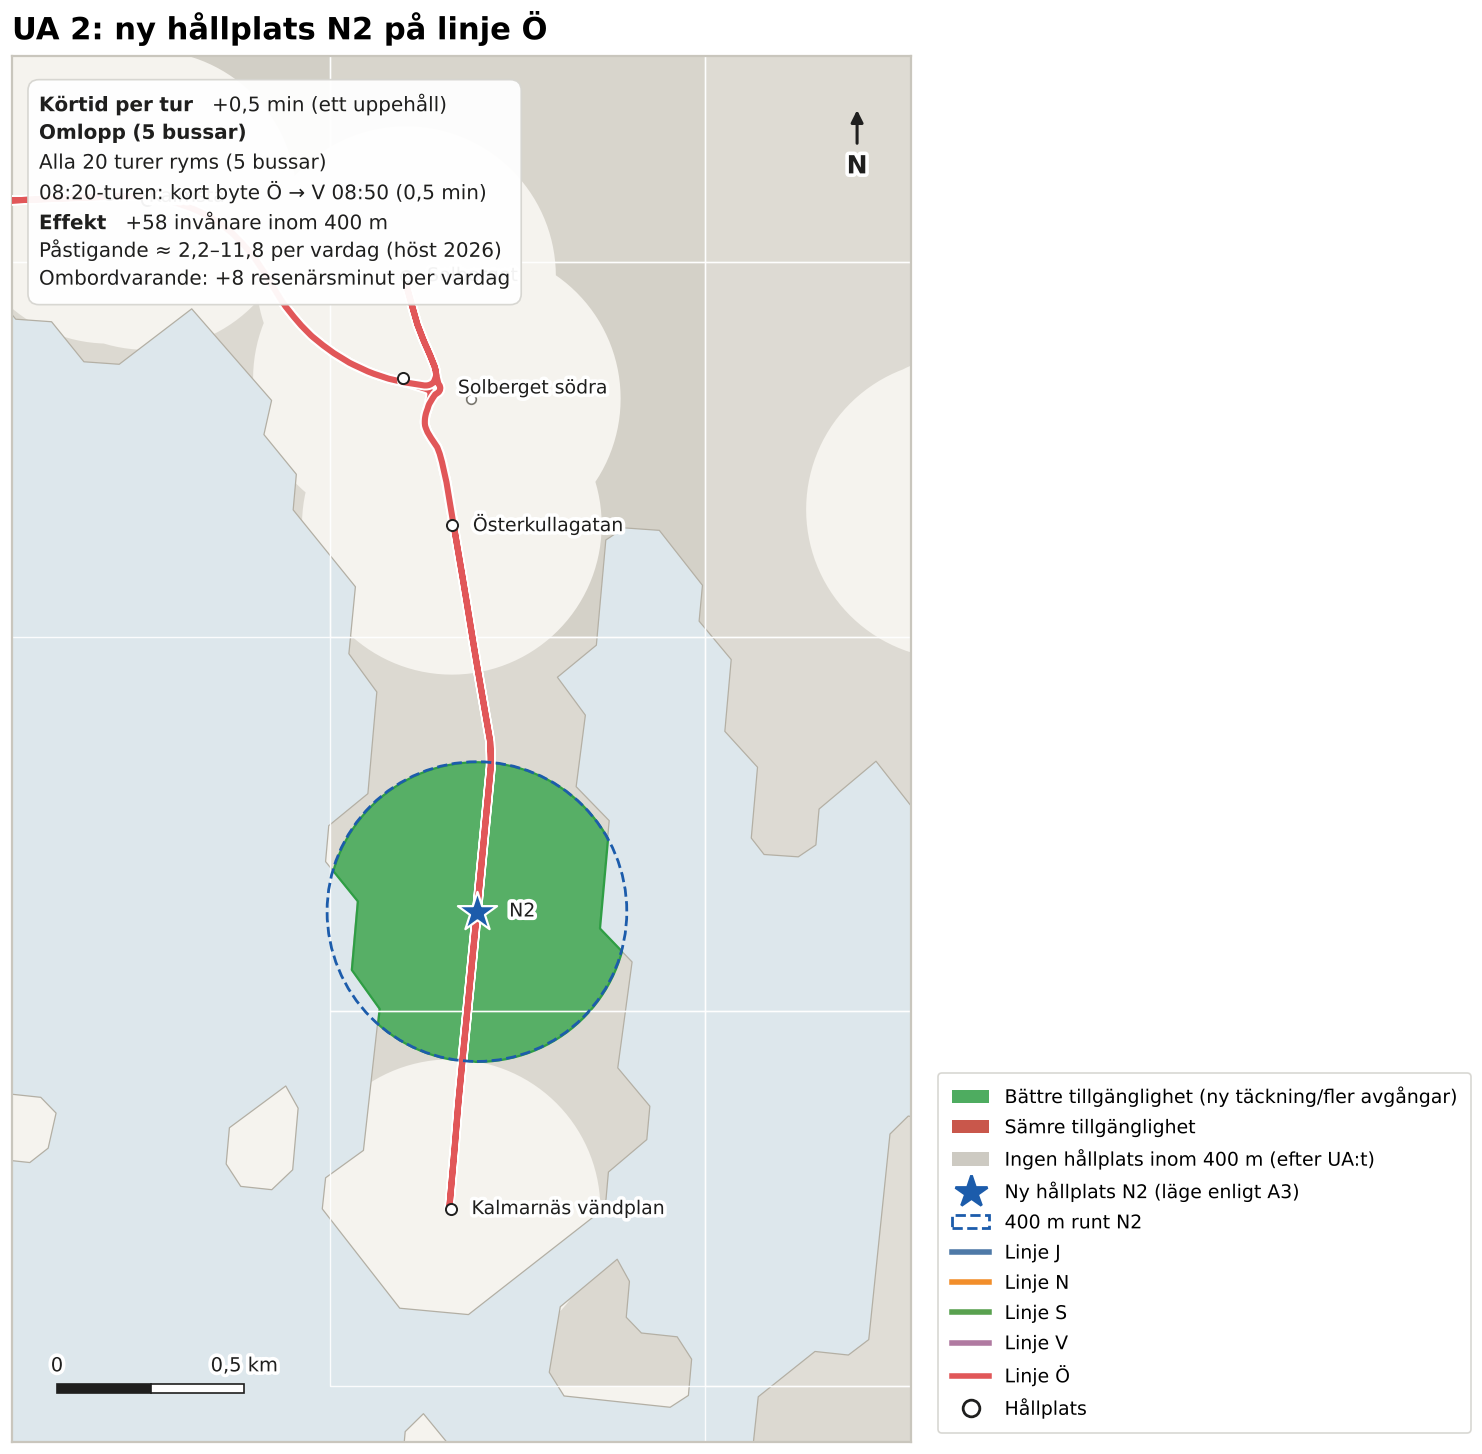 UA 2: ny hållplats N2 på linje Ö
Körtid per tur +0,5 min (ett uppehåll)
Omlopp (5 bussar)
Alla 20 turer ryms (5 bussar)
08:20-turen: kort byte Ö → V 08:50 (0,5 min)
Effekt +58 invånare inom 400 m
Påstigande ≈ 2,2–11,8 per vardag (höst 2026)
Ombordvarande: +8 resenärsminut per vardag
N
Solberget södra
Österkullagatan
N2
Kalmarnäs vändplan
0 0,5 km
Bättre tillgänglighet (ny täckning/fler avgångar)
Sämre tillgänglighet
Ingen hållplats inom 400 m (efter UA:t)
Ny hållplats N2 (läge enligt A3)
400 m runt N2
Linje J
Linje N
Linje S
Linje V
Linje Ö
Hållplats